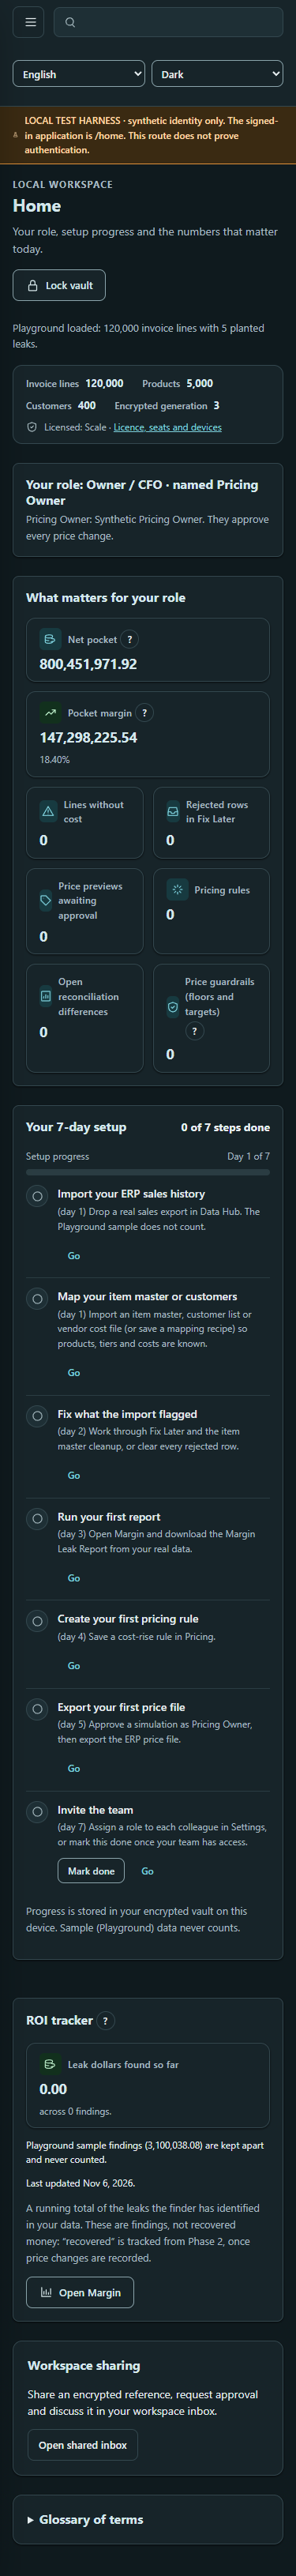 English
Dark
LOCAL TEST HARNESS · synthetic identity only. The signed-
in application is /home. This route does not prove
authentication.
LOCAL WORKSPACE
Home
Your role, setup progress and the numbers that matter
today.
Lock vault
Playground loaded: 120,000 invoice lines with 5 planted
leaks.
Invoice lines 120,000 Products 5,000
Customers 400 Encrypted generation 3
Licensed: Scale · Licence, seats and devices
Your role: Owner / CFO · named Pricing
Owner
Pricing Owner: Synthetic Pricing Owner. They approve
every price change.
What matters for your role
Net pocket ?
800,451,971.92
Pocket margin ?
147,298,225.54
18.40%
Lines without
cost
0
Rejected rows
in Fix Later
0
Price previews
awaiting
approval
0
Pricing rules
0
Open
reconciliation
differences
0
Price guardrails
(floors and
targets)
?
0
Your 7-day setup 0 of 7 steps done
Setup progress Day 1 of 7
Import your ERP sales history
(day 1) Drop a real sales export in Data Hub. The
Playground sample does not count.
Go
Map your item master or customers
(day 1) Import an item master, customer list or
vendor cost file (or save a mapping recipe) so
products, tiers and costs are known.
Go
Fix what the import flagged
(day 2) Work through Fix Later and the item
master cleanup, or clear every rejected row.
Go
Run your first report
(day 3) Open Margin and download the Margin
Leak Report from your real data.
Go
Create your first pricing rule
(day 4) Save a cost-rise rule in Pricing.
Go
Export your first price file
(day 5) Approve a simulation as Pricing Owner,
then export the ERP price file.
Go
Invite the team
(day 7) Assign a role to each colleague in Settings,
or mark this done once your team has access.
Mark done Go
Progress is stored in your encrypted vault on this
device. Sample (Playground) data never counts.
ROI tracker ?
Leak dollars found so far
0.00
across 0 findings.
Playground sample findings (3,100,038.08) are kept apart
and never counted.
Last updated Nov 6, 2026.
A running total of the leaks the finder has identified
in your data. These are findings, not recovered
money: “recovered” is tracked from Phase 2, once
price changes are recorded.
Open Margin
Workspace sharing
Share an encrypted reference, request approval
and discuss it in your workspace inbox.
Open shared inbox
Glossary of terms